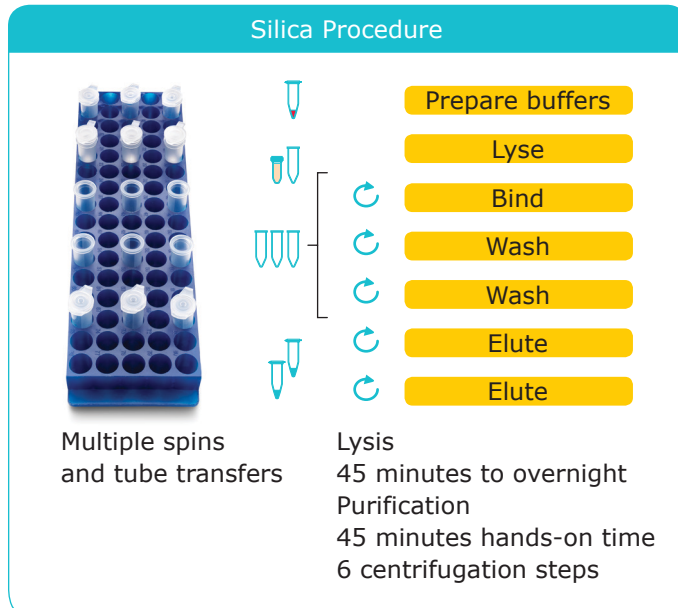 Silica Procedure
Prepare buffers
Lyse
Bind
Wash
Wash
Elute
Elute
Multiple spins
and tube transfers
Lysis
45 minutes to overnight
Purification
45 minutes hands-on time
6 centrifugation steps